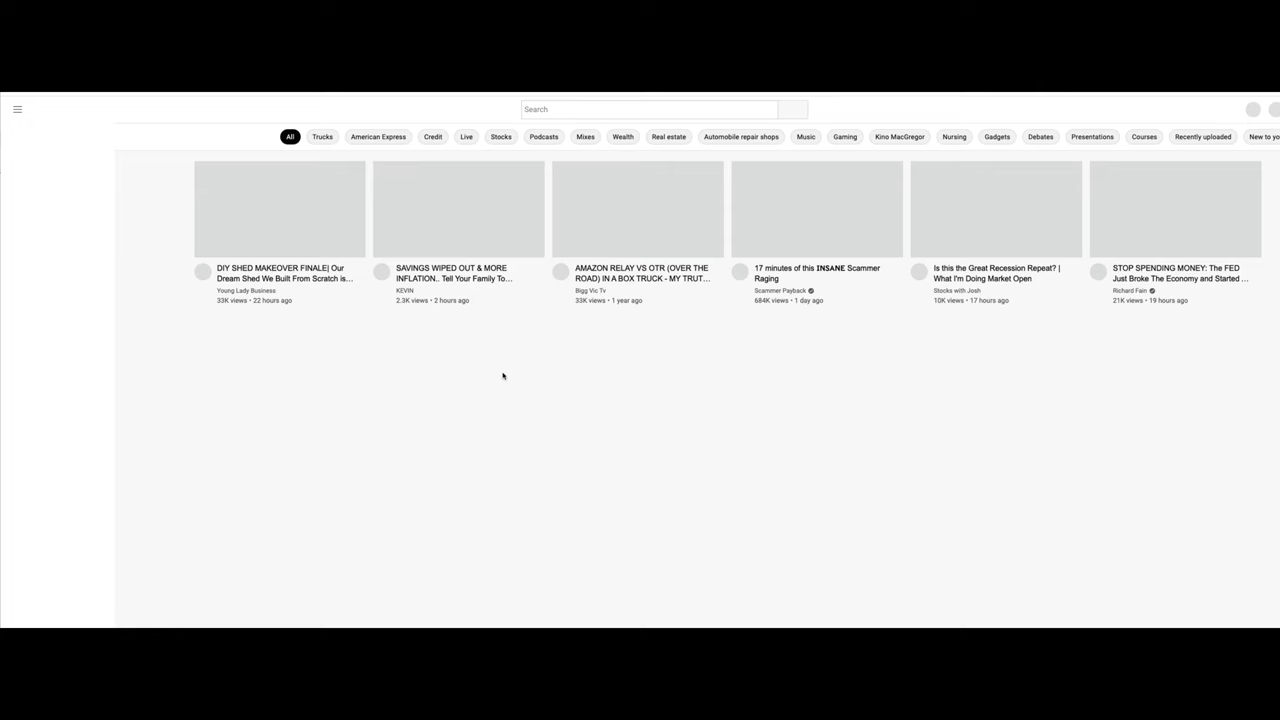 Search
All Trucks American Express Credit Live Stocks Podcasts Mixes Wealth Real estate Automobile repair shops Music Gaming Kino MacGregor Nursing Gadgets Debates Presentations Courses Recently uploaded New to yo
DIY SHED MAKEOVER FINALE| Our
Dream Shed We Built From Scratch is...
Young Lady Business
33K views • 22 hours ago
SAVINGS WIPED OUT & MORE
INFLATION.. Tell Your Family To...
KEVIN
2.3K views • 2 hours ago
AMAZON RELAY VS OTR (OVER THE
ROAD) IN A BOX TRUCK - MY TRUT...
Bigg Vic Tv
33K views • 1 year ago
17 minutes of this INSANE Scammer
Raging
Scammer Payback
684K views • 1 day ago
Is this the Great Recession Repeat? |
What I'm Doing Market Open
Stocks with Josh
10K views • 17 hours ago
STOP SPENDING MONEY: The FED
Just Broke The Economy and Started ...
Richard Fain
21K views • 19 hours ago